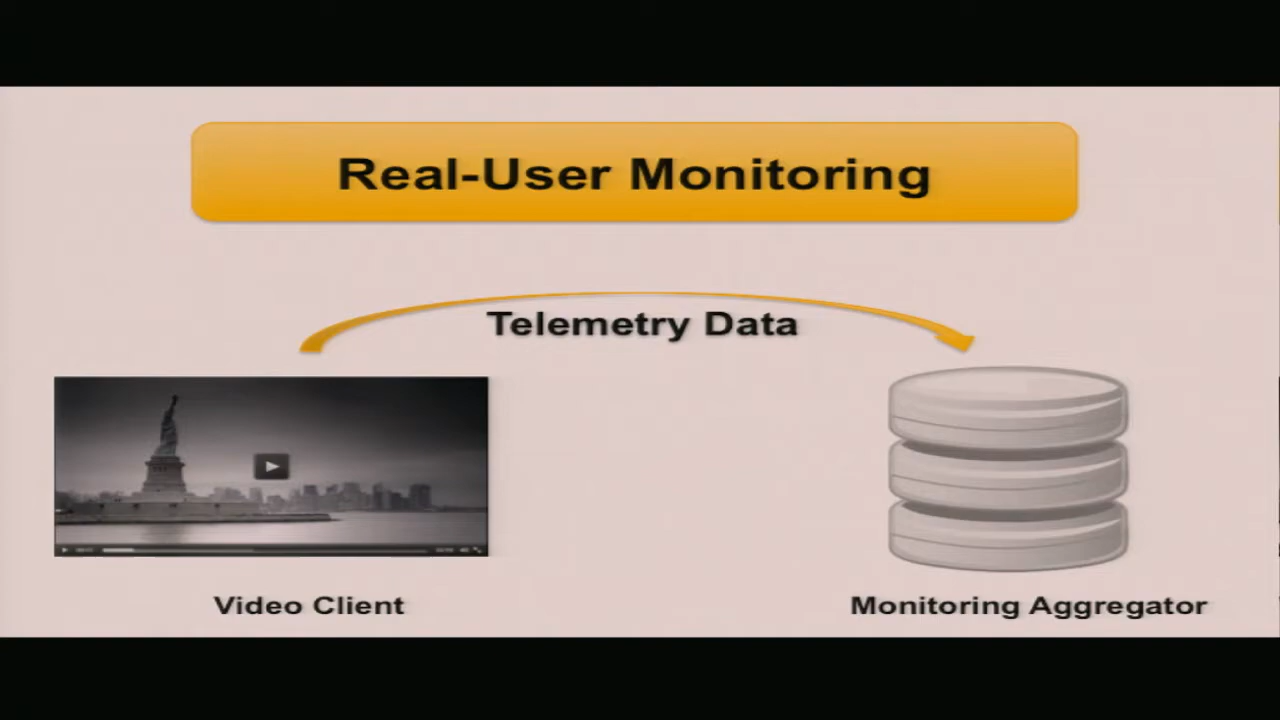 Real-User Monitoring
Telemetry Data
Video Client
Monitoring Aggregator